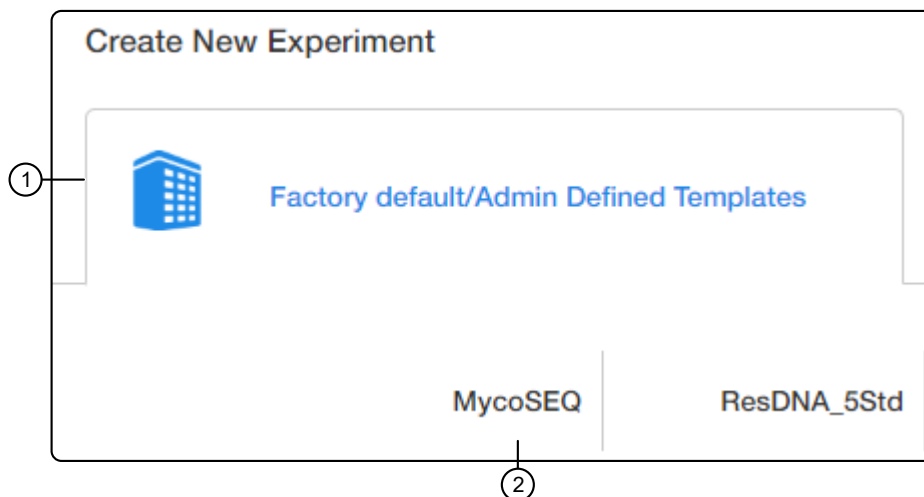 Create New Experiment
1
Factory default/Admin Defined Templates
MycoSEQ
ResDNA_5Std
2